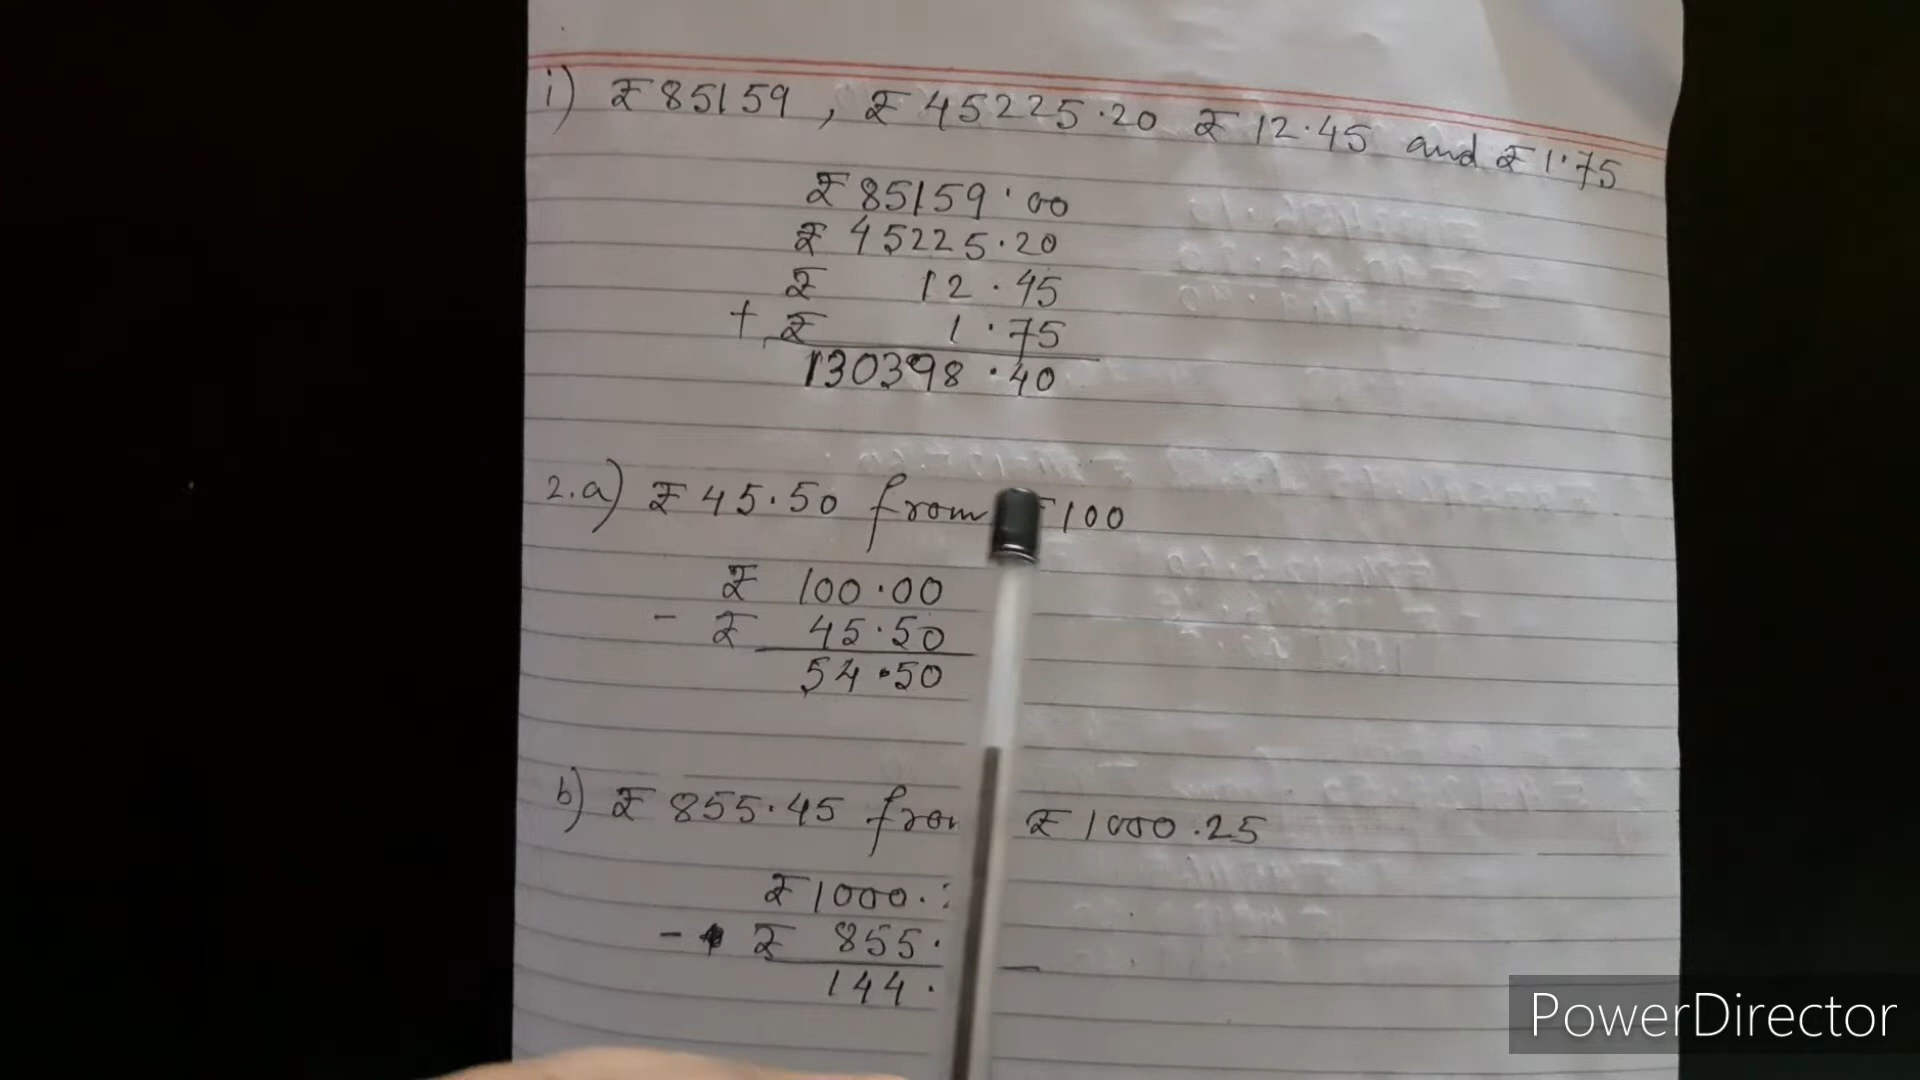 i) ₹ 85159 , ₹ 45225.20 ₹ 12.45 and ₹ 1.75
₹ 85159.00
₹ 45225.20
₹ 12.45
+ ₹ 1.75
130398.40
2.a) ₹ 45.50 from 100
₹ 100.00
- ₹ 45.50
54.50
b) ₹ 855.45 ₹ 1000.25
₹ 1000.
- ₹ 855.
144.
PowerDirector